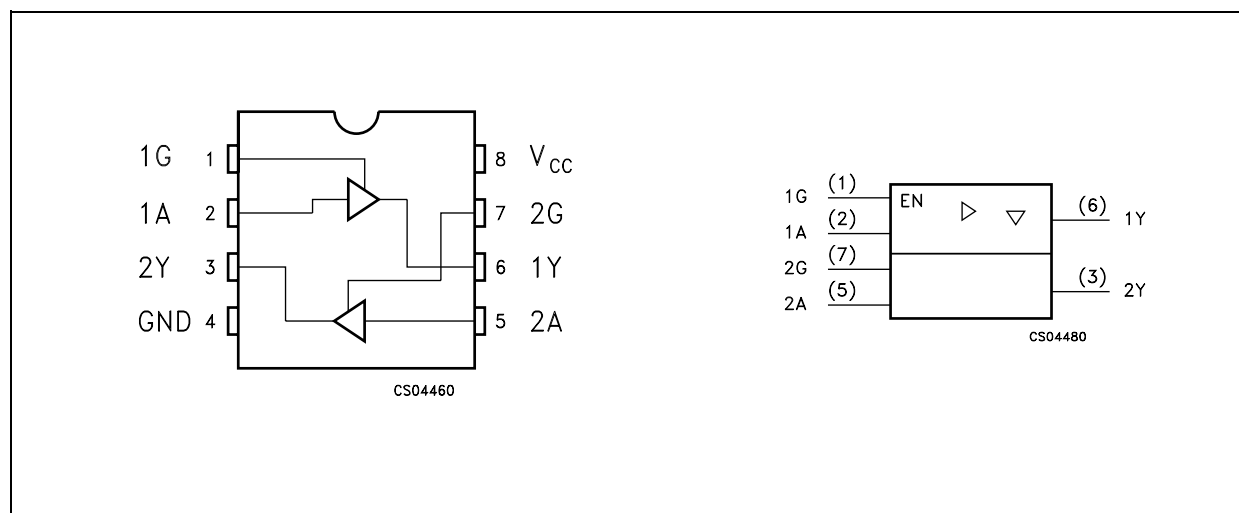 1G 1 8 VCC
1A 2 7 2G
2Y 3 6 1Y
GND 4 5 2A
CS04460
1G (1) EN (6) 1Y
1A (2)
2G (7) (3) 2Y
2A (5)
CS04480